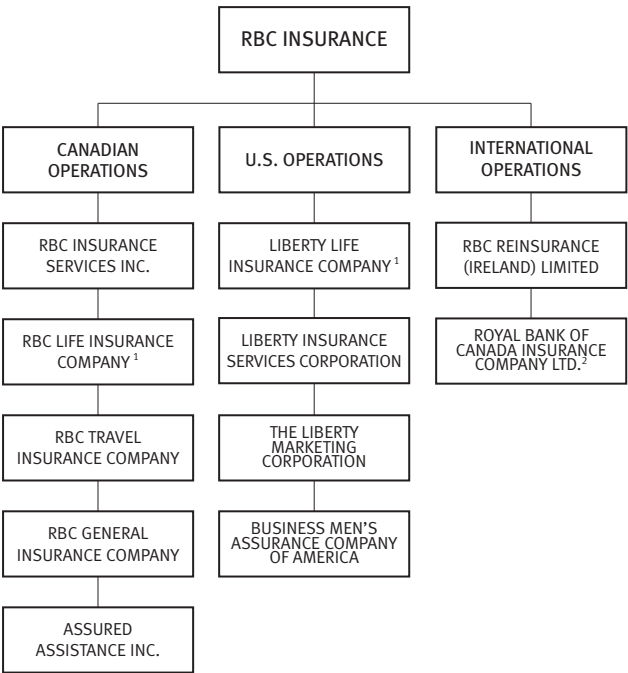 RBC INSURANCE
CANADIAN
OPERATIONS
RBC INSURANCE
SERVICES INC.
RBC LIFE INSURANCE
COMPANY 1
RBC TRAVEL
INSURANCE COMPANY
RBC GENERAL
INSURANCE COMPANY
ASSURED
ASSISTANCE INC.
U.S. OPERATIONS
LIBERTY LIFE
INSURANCE COMPANY 1
LIBERTY INSURANCE
SERVICES CORPORATION
THE LIBERTY
MARKETING
CORPORATION
BUSINESS MEN'S
ASSURANCE COMPANY
OF AMERICA
INTERNATIONAL
OPERATIONS
RBC REINSURANCE
(IRELAND) LIMITED
ROYAL BANK OF
CANADA INSURANCE
COMPANY LTD.2